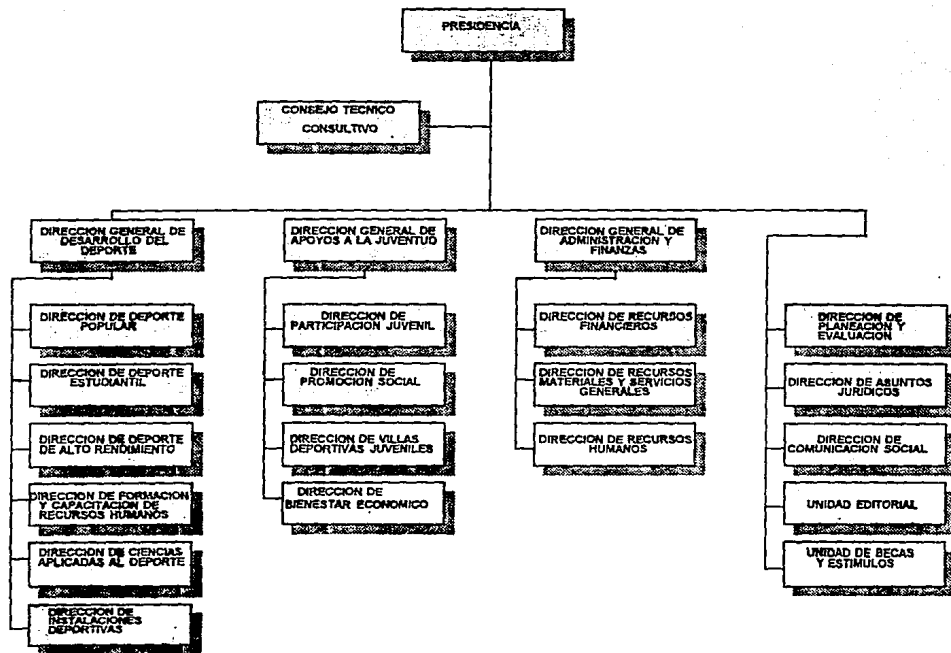 PRESIDENCIA
CONSEJO TECNICO
CONSULTIVO
DIRECCION GENERAL DE
DESARROLLO DEL
DEPORTE
DIRECCION DE DEPORTE
POPULAR
DIRECCION DE DEPORTE
ESTUDIANTIL
DIRECCION DE DEPORTE
DE ALTO RENDIMIENTO
DIRECCION DE FORMACION
Y CAPACITACION DE
RECURSOS HUMANOS
DIRECCION DE CIENCIAS
APLICADAS AL DEPORTE
DIRECCION DE
INSTALACIONES
DEPORTIVAS
DIRECCION GENERAL DE
APOYOS A LA JUVENTUD
DIRECCION DE
PARTICIPACION JUVENIL
DIRECCION DE
PROMOCION SOCIAL
DIRECCION DE VILLAS
DEPORTIVAS JUVENILES
DIRECCION DE
BIENESTAR ECONOMICO
DIRECCION GENERAL DE
ADMINISTRACION Y
FINANZAS
DIRECCION DE RECURSOS
FINANCIEROS
DIRECCION DE RECURSOS
MATERIALES Y SERVICIOS
GENERALES
DIRECCION DE RECURSOS
HUMANOS
DIRECCION DE
PLANEACION Y
EVALUACION
DIRECCION DE ASUNTOS
JURIDICOS
DIRECCION DE
COMUNICACION SOCIAL
UNIDAD EDITORIAL
UNIDAD DE BECAS
Y ESTIMULOS